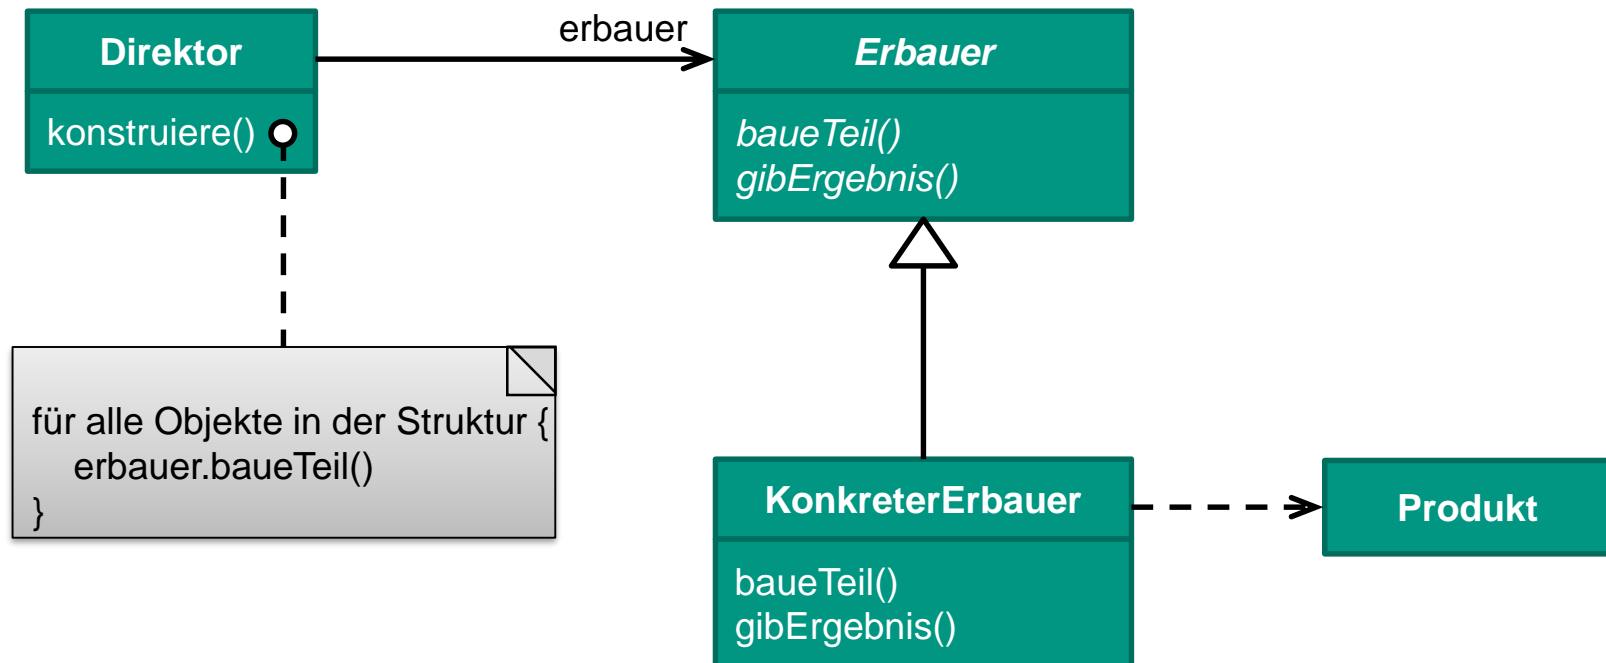 Direktor
konstruiere()
erbauer
Erbauer
baueTeil()
gibErgebnis()
für alle Objekte in der Struktur {
erbauer.baueTeil()
}
KonkreterErbauer
baueTeil()
gibErgebnis()
Produkt